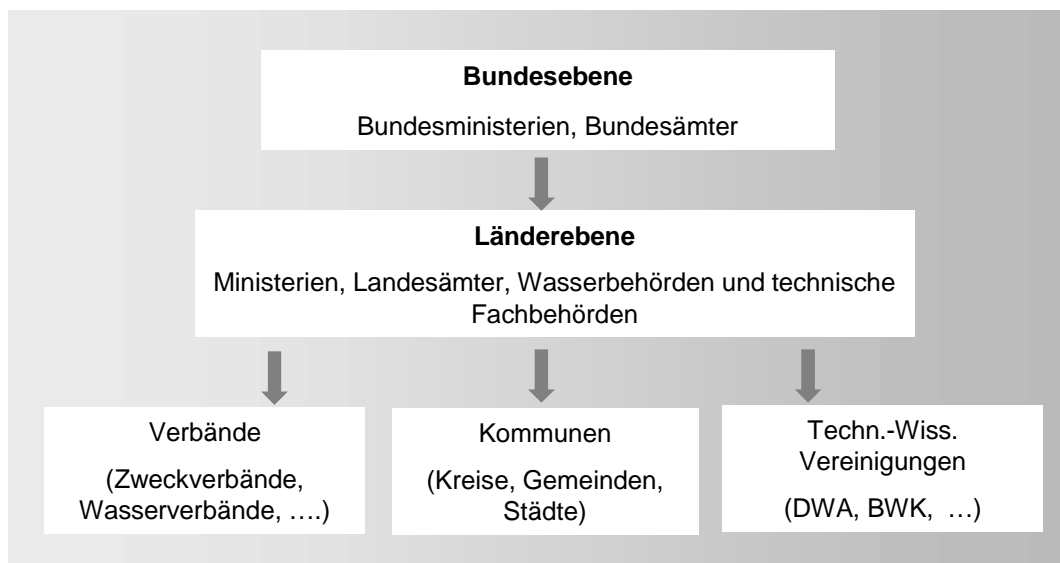 Bundesebene
Bundesministerien, Bundesämter
Länderebene
Ministerien, Landesämter, Wasserbehörden und technische
Fachbehörden
Verbände
(Zweckverbände,
Wasserverbände, ….)
Kommunen
(Kreise, Gemeinden,
Städte)
Techn.-Wiss.
Vereinigungen
(DWA, BWK,  …)